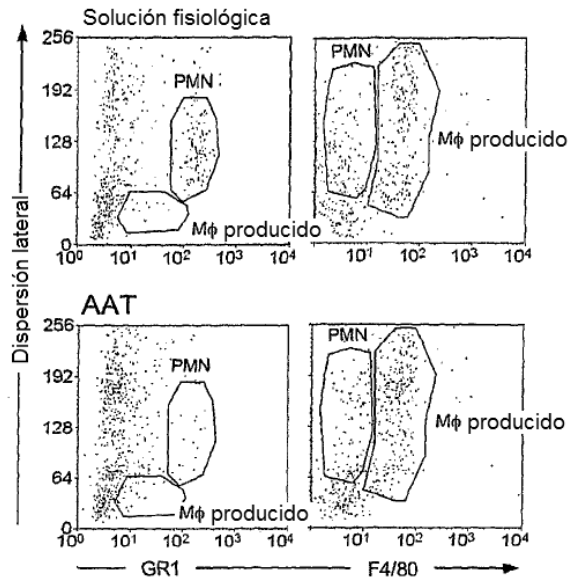 Solución fisiológica
256
192
128
64
0
PMN
Mϕ producido
10⁰ 10¹ 10² 10³ 10⁴
PMN
Mϕ producido
10¹ 10² 10³ 10⁴
Dispersión lateral
AAT
256
192
128
64
0
PMN
Mϕ producido
10⁰ 10¹ 10² 10³ 10⁴
PMN
Mϕ producido
10¹ 10² 10³ 10⁴
GR1
F4/80